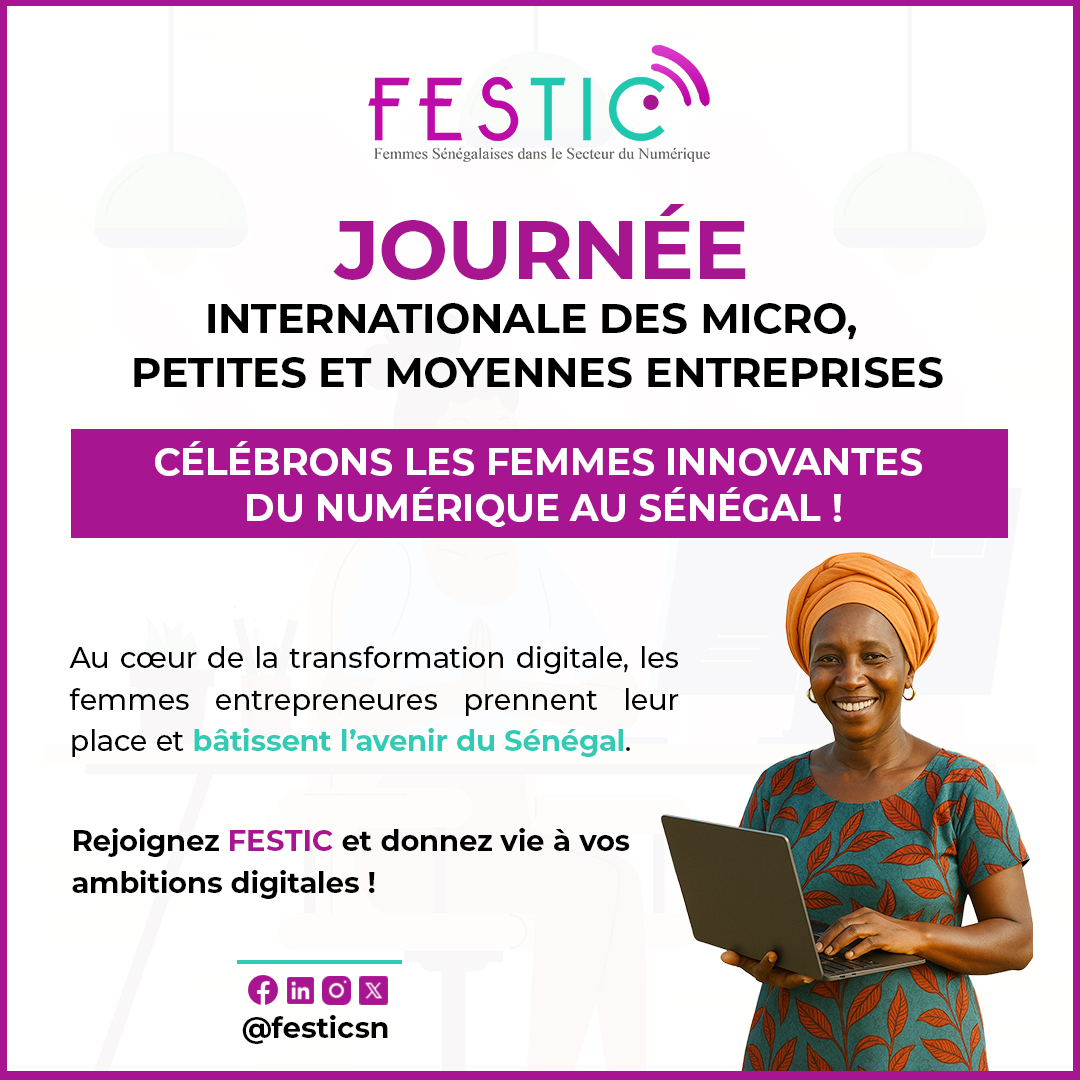 FESTIC
Femmes Sénégalaises dans le Secteur du Numérique
JOURNÉE
INTERNATIONALE DES MICRO,
PETITES ET MOYENNES ENTREPRISES
CÉLÉBRONS LES FEMMES INNOVANTES
DU NUMÉRIQUE AU SÉNÉGAL !
Au cœur de la transformation digitale, les
femmes entrepreneures prennent leur
place et bâtissent l’avenir du Sénégal.
Rejoignez FESTIC et donnez vie à vos
ambitions digitales !
@festicsn